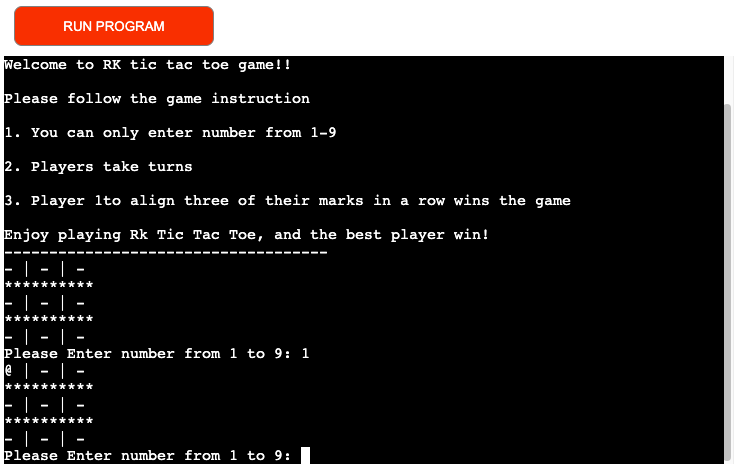 RUN PROGRAM
Welcome to RK tic tac toe game!!
Please follow the game instruction
1. You can only enter number from 1-9
2. Players take turns
3. Player 1to align three of their marks in a row wins the game
Enjoy playing Rk Tic Tac Toe, and the best player win!
------------------------------------
- | - | -
**********
- | - | -
**********
- | - | -
Please Enter number from 1 to 9: 1
@ | - | -
**********
- | - | -
**********
- | - | -
Please Enter number from 1 to 9: